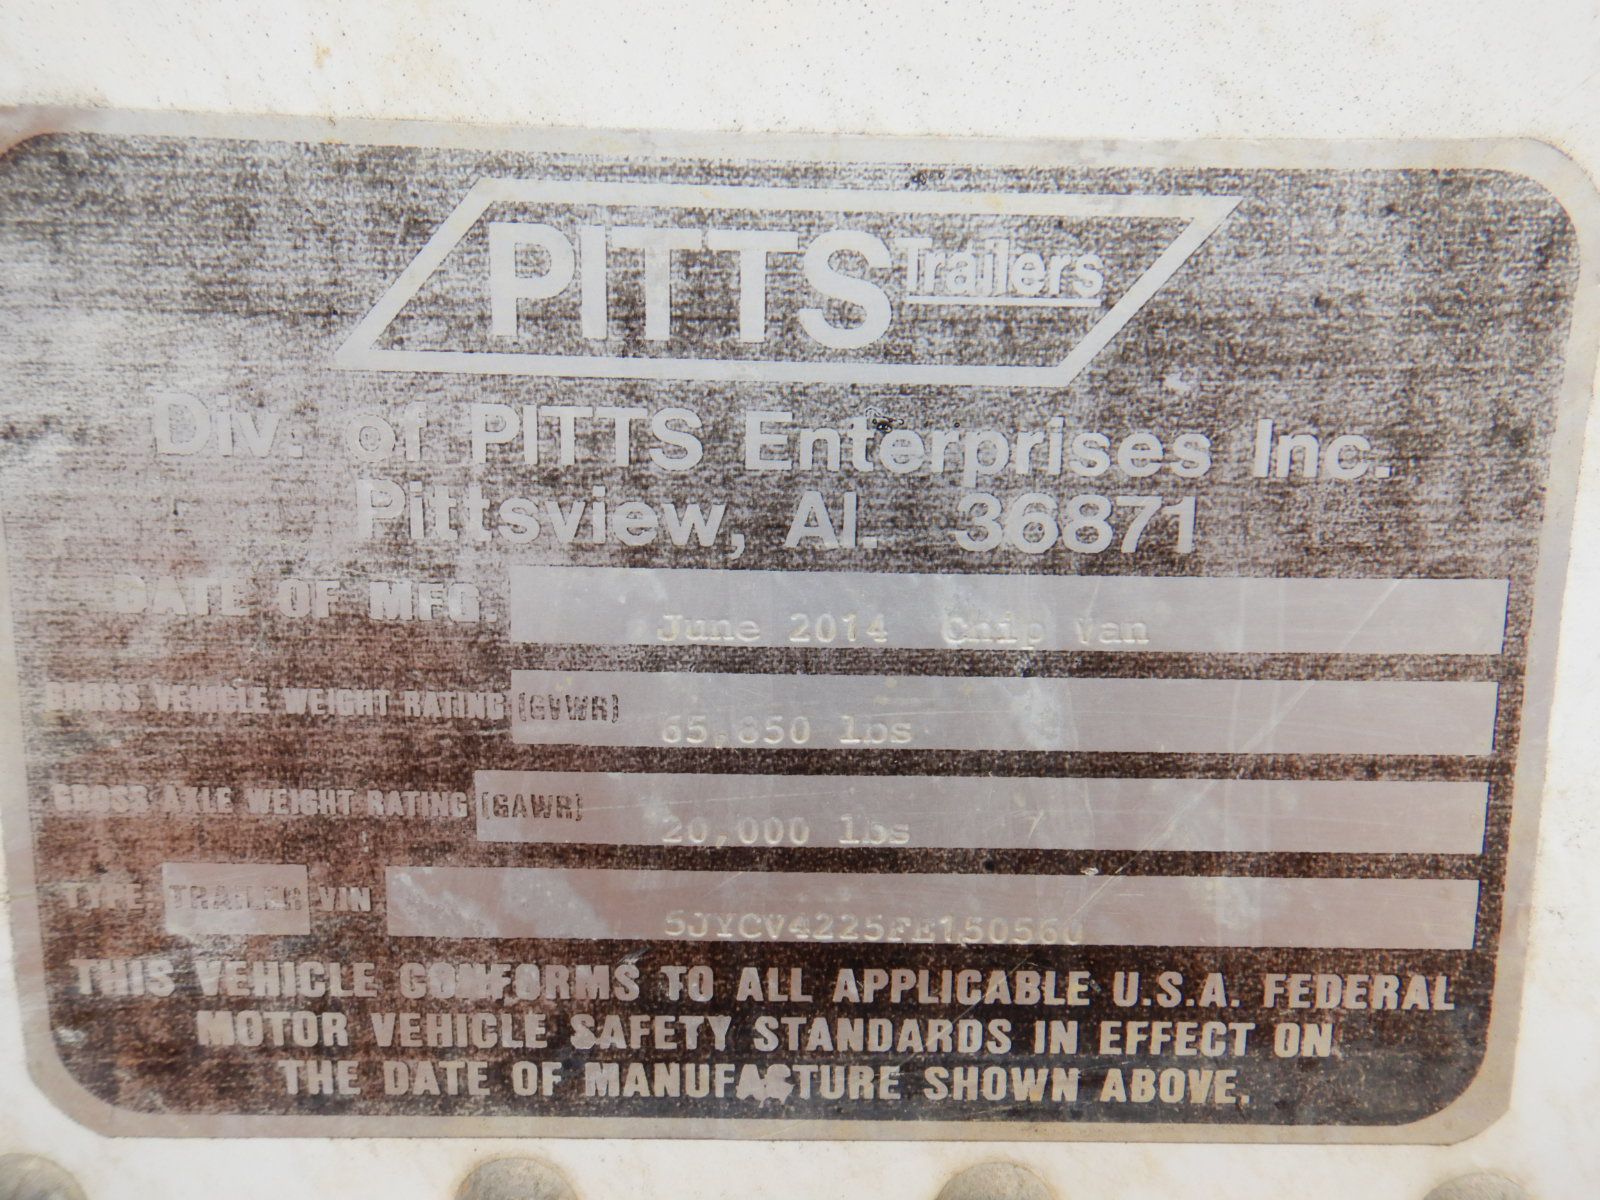 PITTS Trailers
Div. of PITTS Enterprises Inc.
Pittsview, Al. 36871
DATE OF MFG. June 2014 Chip Van
GROSS VEHICLE WEIGHT RATING (GVWR) 65,850 lbs
GROSS AXLE WEIGHT RATING (GAWR) 20,000 lbs
TYPE TRAILER VIN 5JYCV4225FE150560
THIS VEHICLE CONFORMS TO ALL APPLICABLE U.S.A. FEDERAL
MOTOR VEHICLE SAFETY STANDARDS IN EFFECT ON
THE DATE OF MANUFACTURE SHOWN ABOVE.